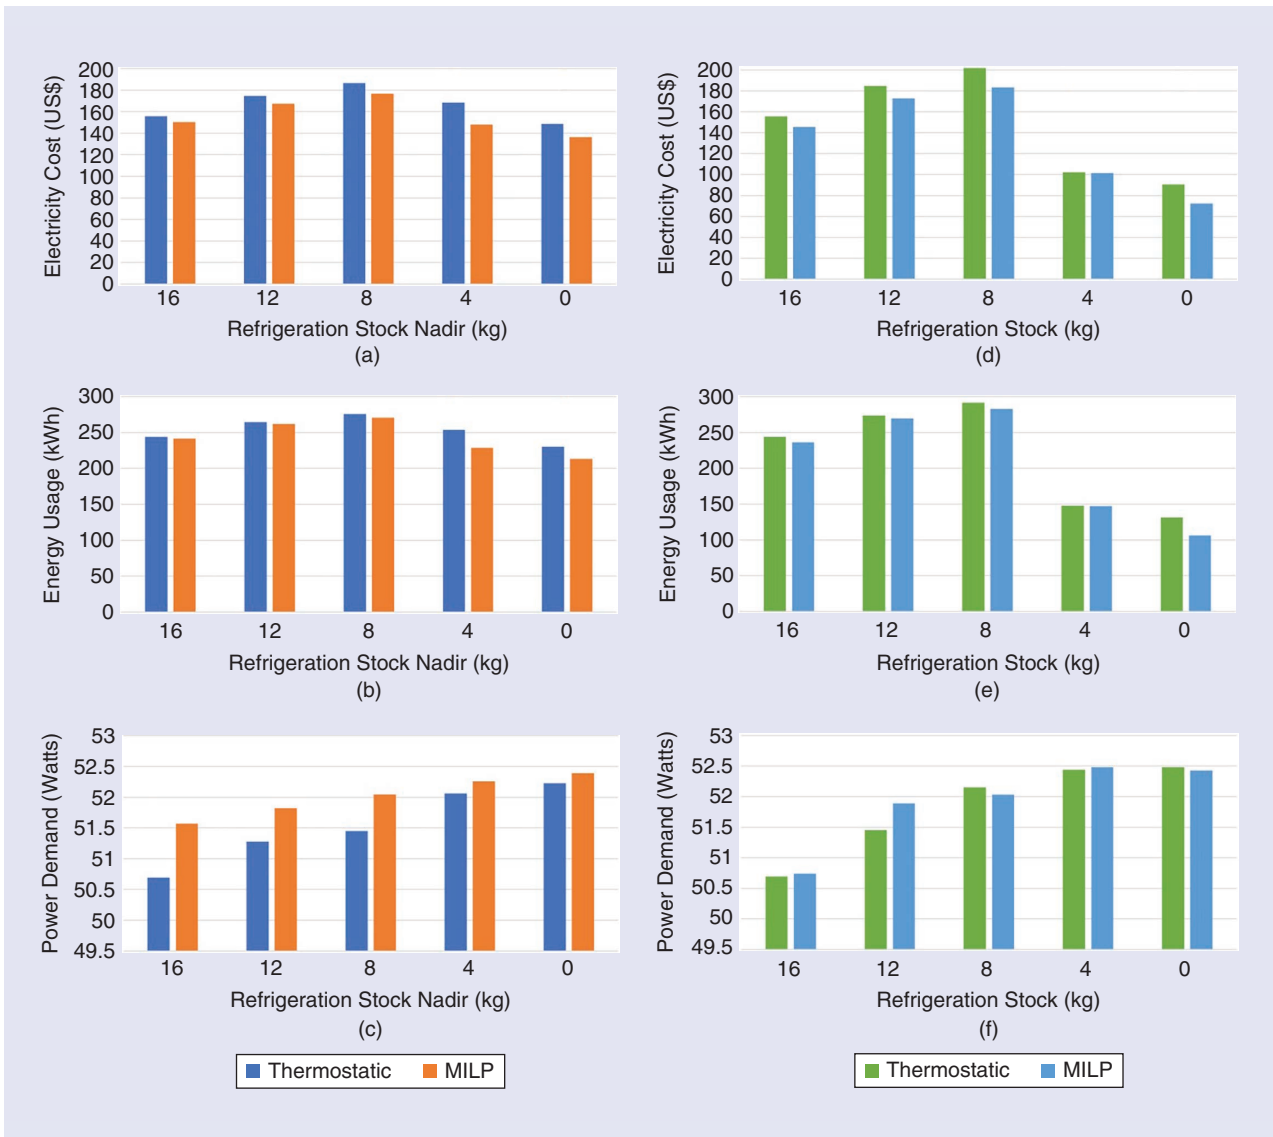 Electricity Cost (US$)
200
180
160
140
120
100
80
60
40
20
0
16 12 8 4 0
Refrigeration Stock Nadir (kg)
(a)
Electricity Cost (US$)
200
180
160
140
120
100
80
60
40
20
0
16 12 8 4 0
Refrigeration Stock (kg)
(d)
Energy Usage (kWh)
300
250
200
150
100
50
0
16 12 8 4 0
Refrigeration Stock Nadir (kg)
(b)
Energy Usage (kWh)
300
250
200
150
100
50
0
16 12 8 4 0
Refrigeration Stock (kg)
(e)
Power Demand (Watts)
53
52.5
52
51.5
51
50.5
50
49.5
16 12 8 4 0
Refrigeration Stock Nadir (kg)
(c)
Thermostatic MILP
Power Demand (Watts)
53
52.5
52
51.5
51
50.5
50
49.5
16 12 8 4 0
Refrigeration Stock (kg)
(f)
Thermostatic MILP